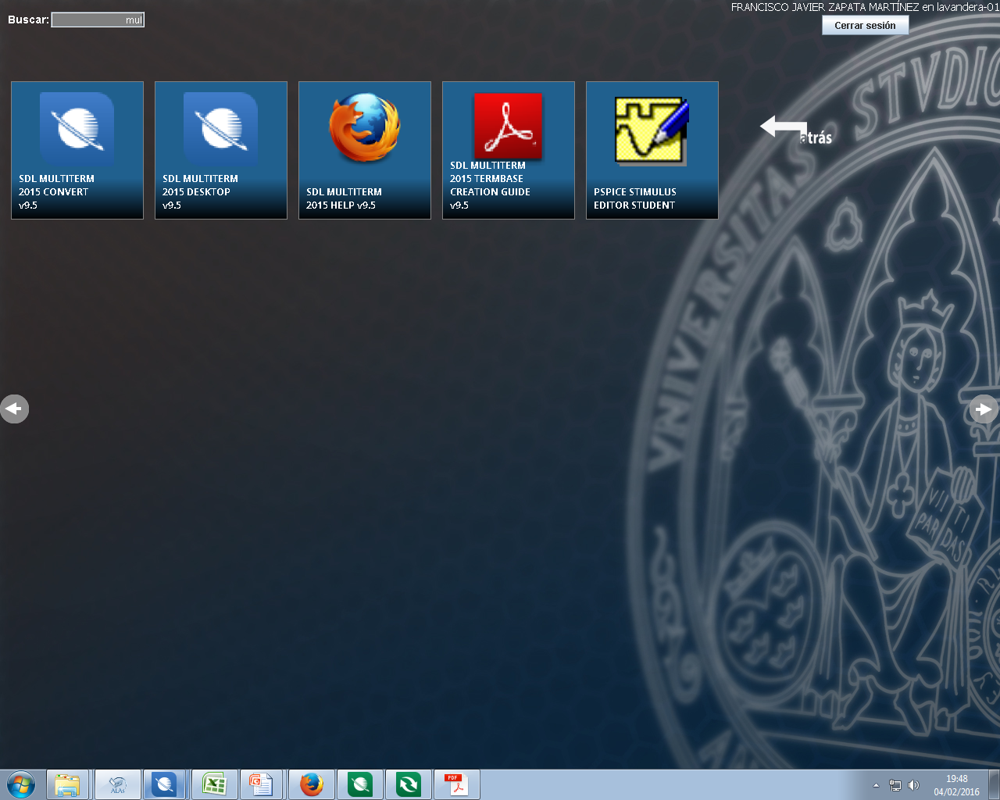 FRANCISCO JAVIER ZAPATA MARTÍNEZ en lavandera-01
Buscar: mul
Cerrar sesión
SDL MULTITERM
2015 CONVERT
v9.5
SDL MULTITERM
2015 DESKTOP
v9.5
SDL MULTITERM
2015 HELP v9.5
SDL MULTITERM
2015 TERMBASE
CREATION GUIDE
v9.5
PSPICE STIMULUS
EDITOR STUDENT
atrás
VNIVERSITAS · STVDIO
VII TI
PAR DAS
ALAs
PDF
19:48
04/02/2016